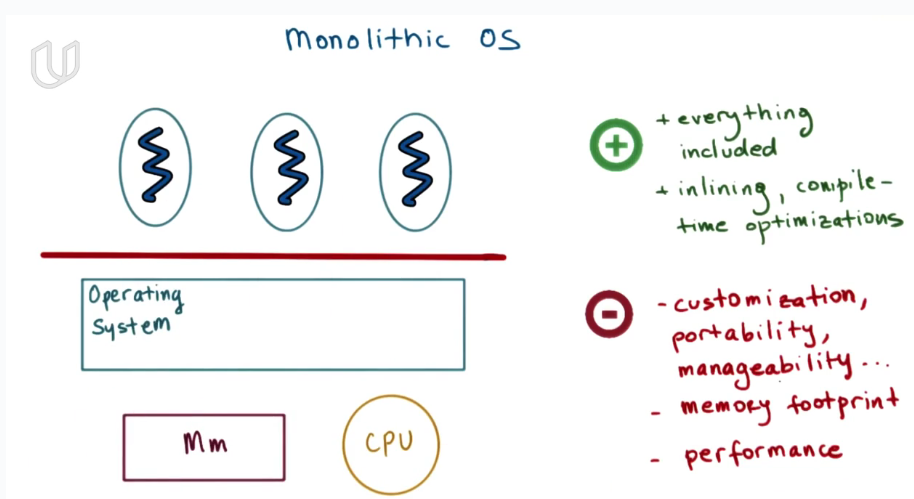 Monolithic OS
+ everything
included
+ inlining, compile-
time optimizations
Operating
System
- customization,
portability,
manageability...
- memory footprint
- performance
Mm
CPU